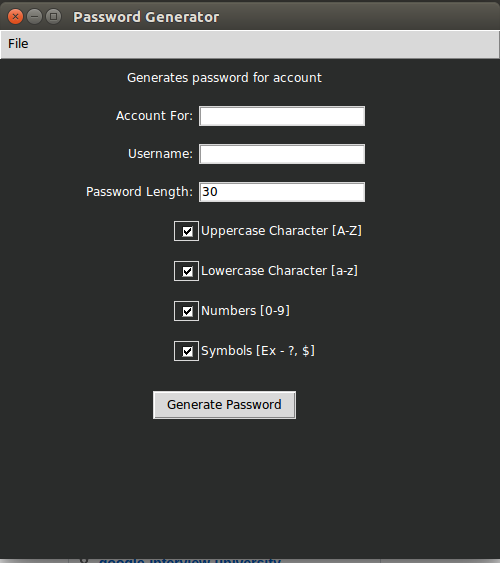 Password Generator
File
Generates password for account
Account For:
Username:
Password Length: 30
Uppercase Character [A-Z]
Lowercase Character [a-z]
Numbers [0-9]
Symbols [Ex - ?, $]
Generate Password
google interview university